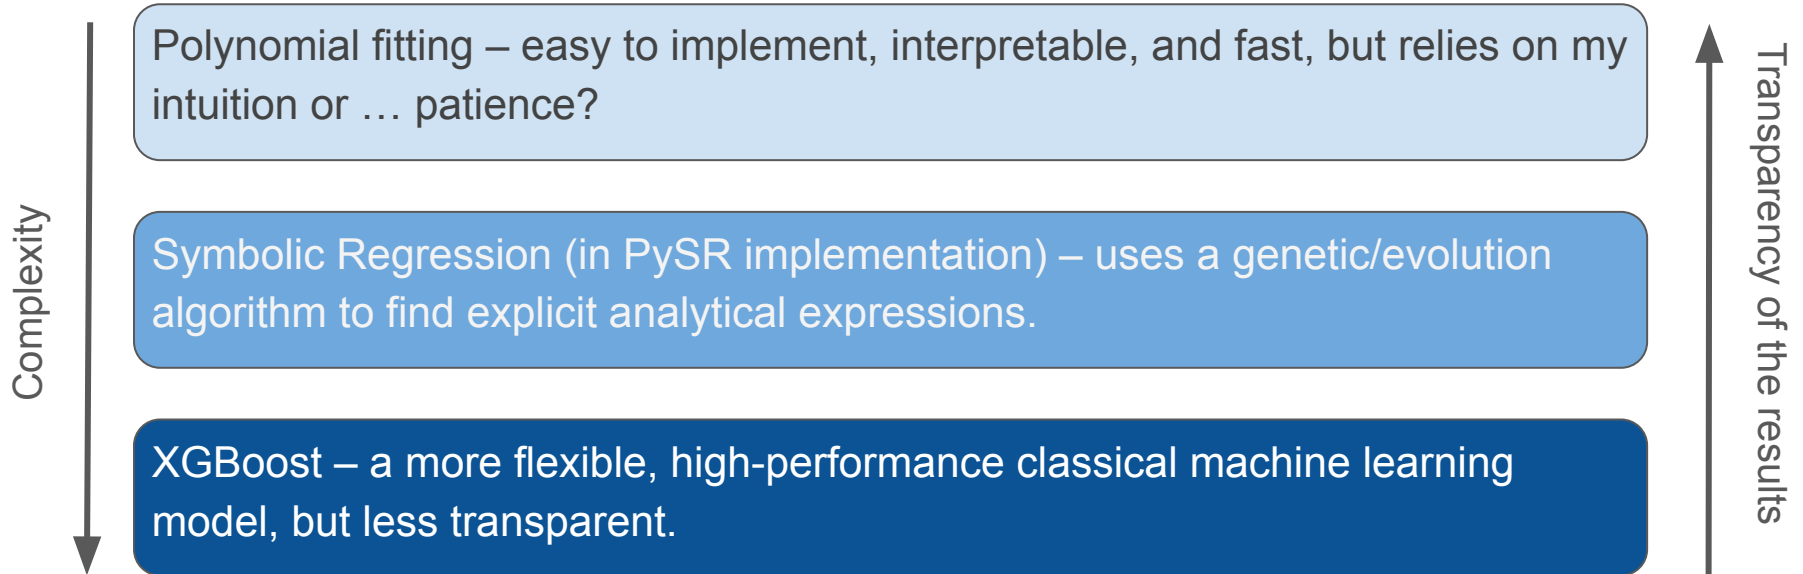 Complexity
Polynomial fitting – easy to implement, interpretable, and fast, but relies on my
intuition or … patience?
Symbolic Regression (in PySR implementation) – uses a genetic/evolution
algorithm to find explicit analytical expressions.
XGBoost – a more flexible, high-performance classical machine learning
model, but less transparent.
Transparency of the results